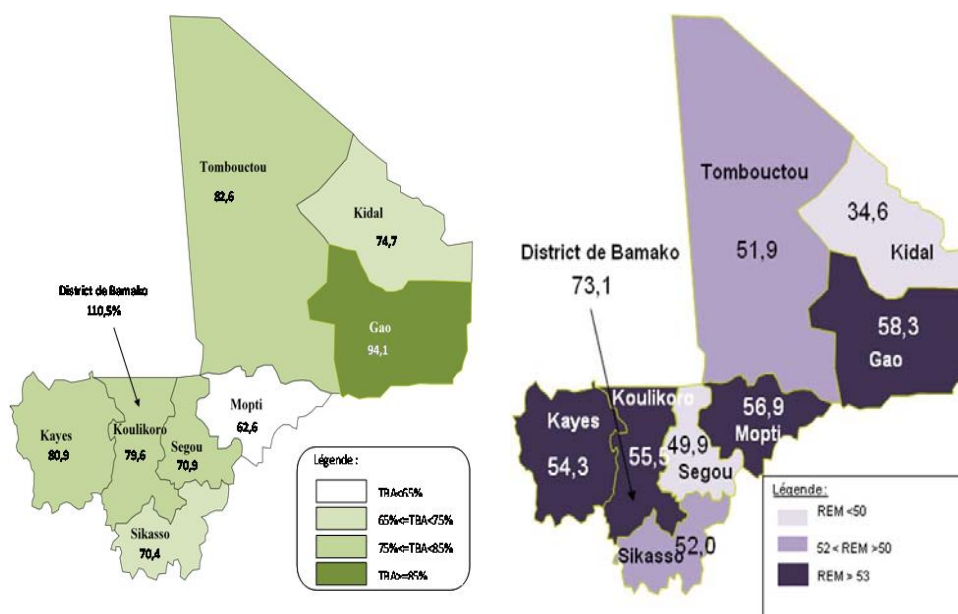 Tombouctou
82,6
Kidal
74,7
District de Bamako
110,5%
Gao
94,1
Mopti
62,6
Kayes
80,9
Koulikoro
79,6
Segou
70,9
Sikasso
70,4
Légende :
TBA<65%
65%<=TBA<75%
75%<=TBA<85%
TBA>=85%
Tombouctou
51,9
34,6
Kidal
District de Bamako
73,1
58,3
Gao
Kayes
54,3
Koulikoro
55,5
49,9
Segou
56,9
Mopti
Sikasso
52,0
Légende :
REM <50
52 < REM >50
REM > 53